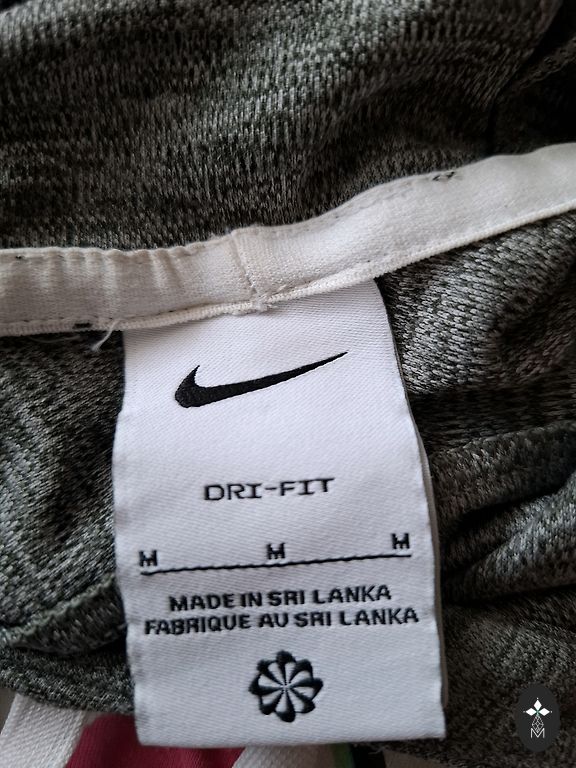 DRI-FIT
M M M
MADE IN SRI LANKA
FABRIQUE AU SRI LANKA
M